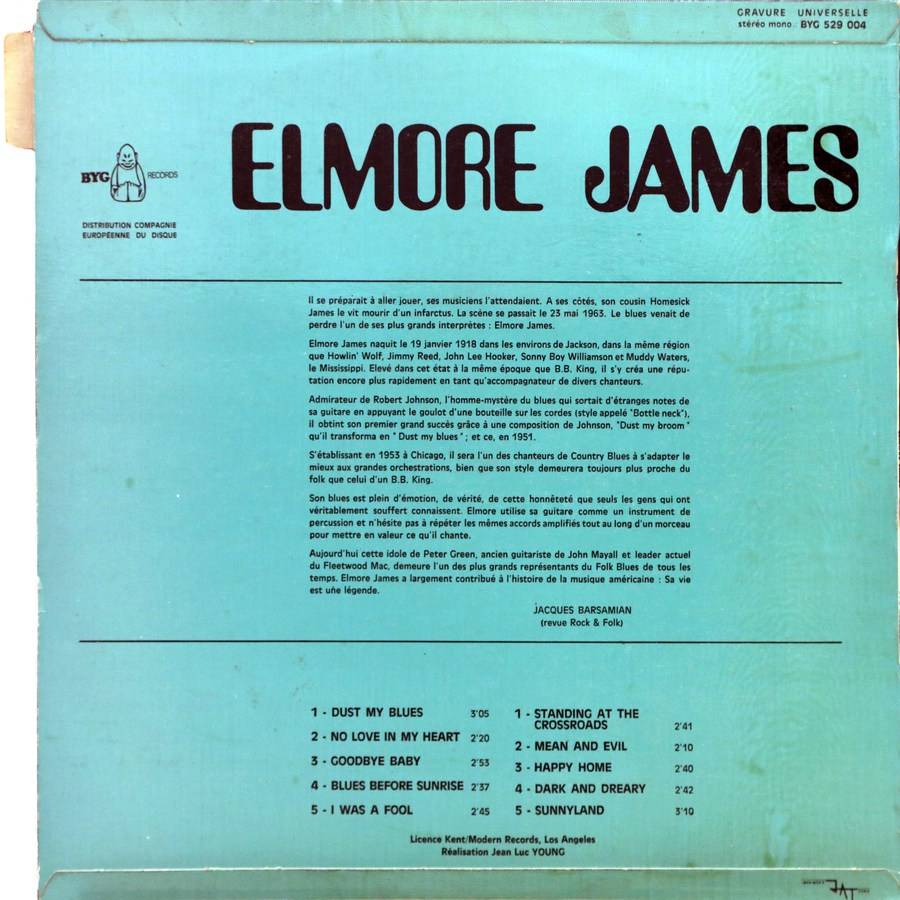 GRAVURE UNIVERSELLE
stéréo mono BYG 529 004
ELMORE JAMES
BYG RECORDS
DISTRIBUTION COMPAGNIE
EUROPÉENNE DU DISQUE
Il se préparait à aller jouer, ses musiciens l'attendaient. A ses côtés, son cousin Homesick
James le vit mourir d'un infarctus. La scène se passait le 23 mai 1963. Le blues venait de
perdre l'un de ses plus grands interprètes : Elmore James.
Elmore James naquit le 19 janvier 1918 dans les environs de Jackson, dans la même région
que Howlin' Wolf, Jimmy Reed, John Lee Hooker, Sonny Boy Williamson et Muddy Waters,
le Mississipi. Elevé dans cet état à la même époque que B.B. King, il s'y créa une répu-
tation encore plus rapidement en tant qu'accompagnateur de divers chanteurs.
Admirateur de Robert Johnson, l'homme-mystère du blues qui sortait d'étranges notes de
sa guitare en appuyant le goulot d'une bouteille sur les cordes (style appelé "Bottle neck"),
il obtint son premier grand succès grâce à une composition de Johnson, "Dust my broom"
qu'il transforma en " Dust my blues " ; et ce, en 1951.
S'établissant en 1953 à Chicago, il sera l'un des chanteurs de Country Blues à s'adapter le
mieux aux grandes orchestrations, bien que son style demeurera toujours plus proche du
folk que celui d'un B.B. King.
Son blues est plein d'émotion, de vérité, de cette honnêteté que seuls les gens qui ont
véritablement souffert connaissent. Elmore utilise sa guitare comme un instrument de
percussion et n'hésite pas à répéter les mêmes accords amplifiés tout au long d'un morceau
pour mettre en valeur ce qu'il chante.
Aujourd'hui cette idole de Peter Green, ancien guitariste de John Mayall et leader actuel
du Fleetwood Mac, demeure l'un des plus grands représentants du Folk Blues de tous les
temps. Elmore James a largement contribué à l'histoire de la musique américaine : Sa vie
est une légende.
JACQUES BARSAMIAN
(revue Rock & Folk)
1 - DUST MY BLUES 3'05
2 - NO LOVE IN MY HEART 2'20
3 - GOODBYE BABY 2'53
4 - BLUES BEFORE SUNRISE 2'37
5 - I WAS A FOOL 2'45
1 - STANDING AT THE
CROSSROADS 2'41
2 - MEAN AND EVIL 2'10
3 - HAPPY HOME 2'40
4 - DARK AND DREARY 2'42
5 - SUNNYLAND 3'10
Licence Kent/Modern Records, Los Angeles
Réalisation Jean Luc YOUNG
JAT